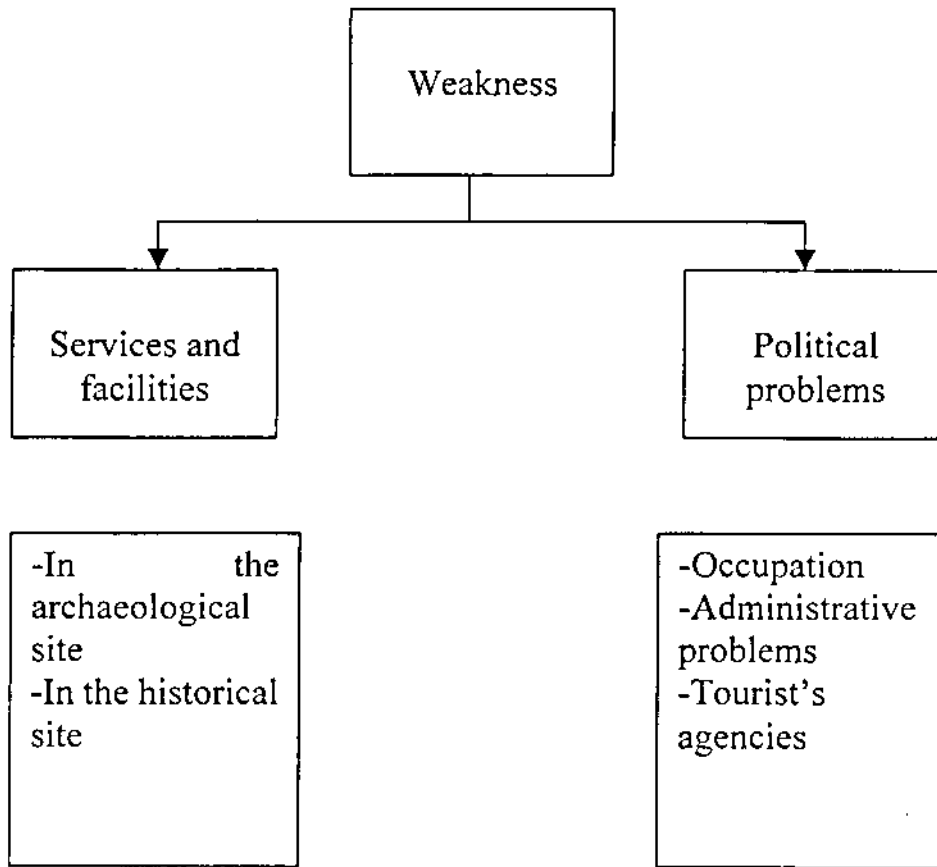 Weakness
Services and
facilities
Political
problems
-In the
archaeological
site
-In the historical
site
-Occupation
-Administrative
problems
-Tourist's
agencies